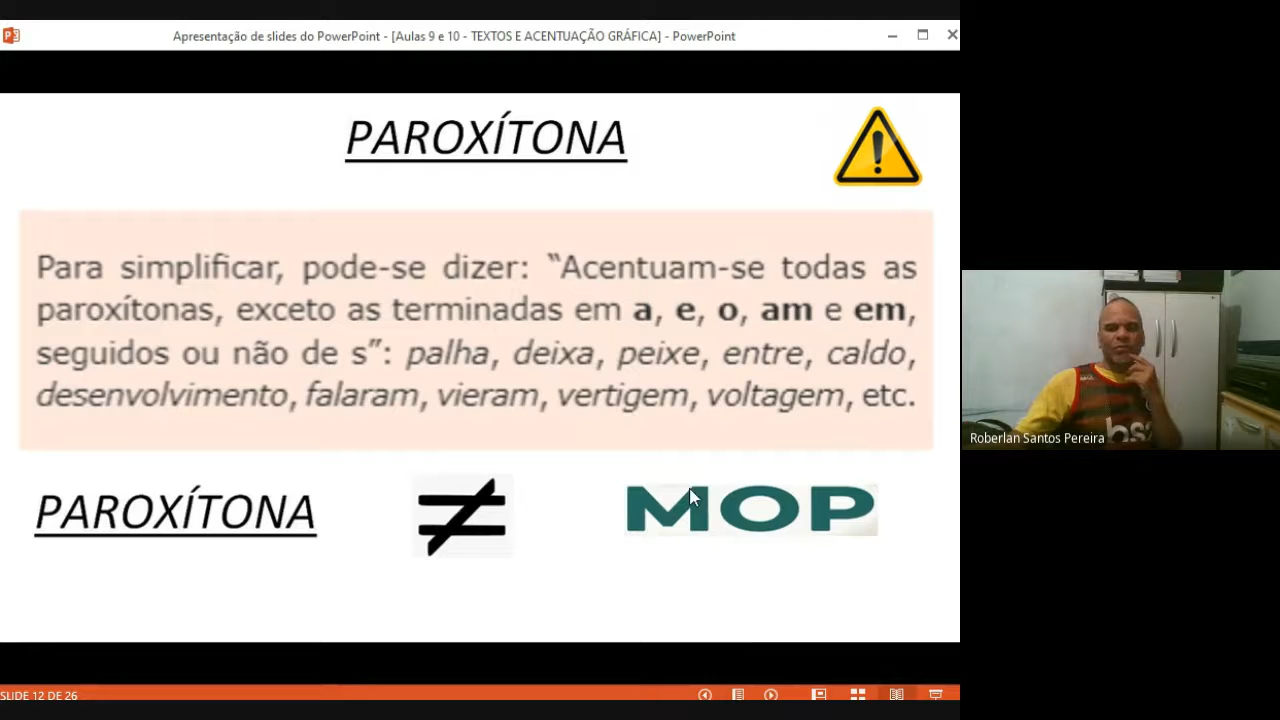 Apresentação de slides do PowerPoint - [Aulas 9 e 10 - TEXTOS E ACENTUAÇÃO GRÁFICA] - PowerPoint
PAROXÍTONA
Para simplificar, pode-se dizer: “Acentuam-se todas as
paroxítonas, exceto as terminadas em a, e, o, am e em,
seguidos ou não de s”: palha, deixa, peixe, entre, caldo,
desenvolvimento, falaram, vieram, vertigem, voltagem, etc.
PAROXÍTONA
≠
MOP
Roberlan Santos Pereira
SLIDE 12 DE 26